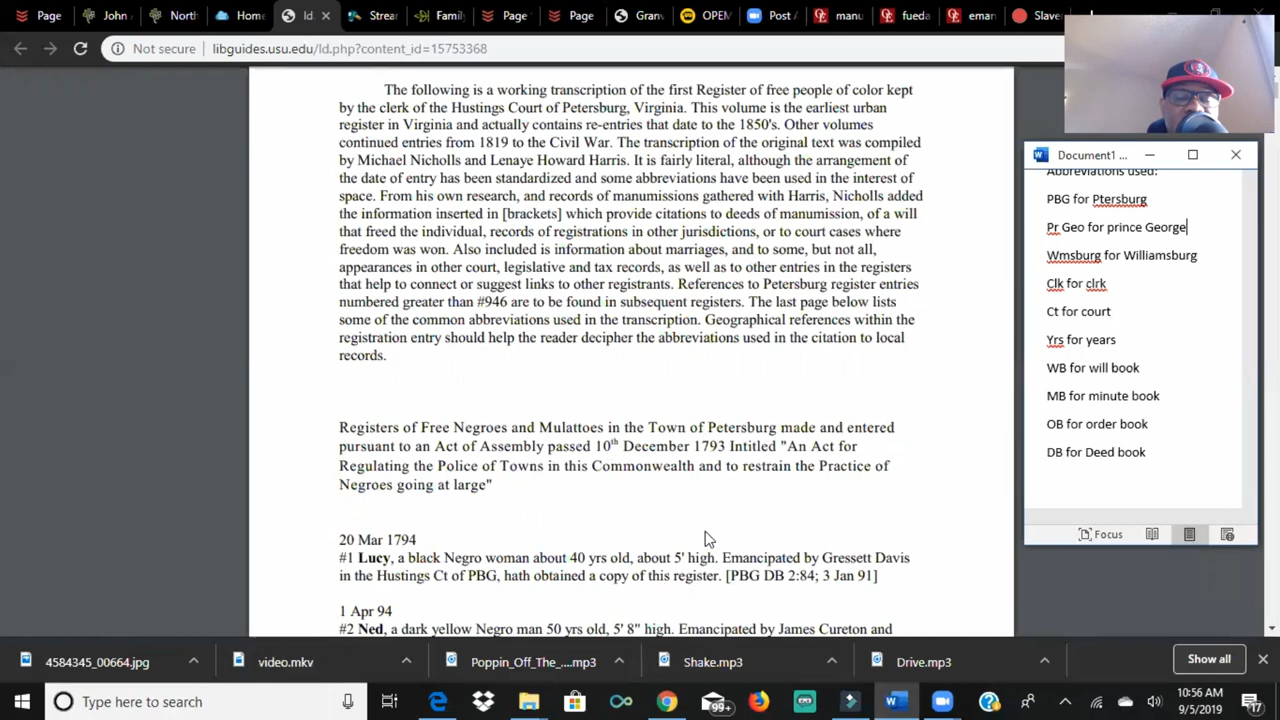 Page
John
North
Home
Id.
Strear
Family
Page
Page
Granv
OPEM
Post A
manu
fueda
eman
Slave
Not secure
libguides.usu.edu/ld.php?content_id=15753368
The following is a working transcription of the first Register of free people of color kept
by the clerk of the Hustings Court of Petersburg, Virginia. This volume is the earliest urban
register in Virginia and actually contains re-entries that date to the 1850's. Other volumes
continued entries from 1819 to the Civil War. The transcription of the original text was compiled
by Michael Nicholls and Lenaye Howard Harris. It is fairly literal, although the arrangement of
the date of entry has been standardized and some abbreviations have been used in the interest of
space. From his own research, and records of manumissions gathered with Harris, Nicholls added
the information inserted in [brackets] which provide citations to deeds of manumission, of a will
that freed the individual, records of registrations in other jurisdictions, or to court cases where
freedom was won. Also included is information about marriages, and to some, but not all,
appearances in other court, legislative and tax records, as well as to other entries in the registers
that help to connect or suggest links to other registrants. References to Petersburg register entries
numbered greater than #946 are to be found in subsequent registers. The last page below lists
some of the common abbreviations used in the transcription. Geographical references within the
registration entry should help the reader decipher the abbreviations used in the citation to local
records.
Registers of Free Negroes and Mulattoes in the Town of Petersburg made and entered
pursuant to an Act of Assembly passed 10th December 1793 Intitled "An Act for
Regulating the Police of Towns in this Commonwealth and to restrain the Practice of
Negroes going at large"
20 Mar 1794
#1 Lucy, a black Negro woman about 40 yrs old, about 5' high. Emancipated by Gressett Davis
in the Hustings Ct of PBG, hath obtained a copy of this register. [PBG DB 2:84; 3 Jan 91]
1 Apr 94
#2 Ned, a dark yellow Negro man 50 yrs old, 5' 8" high. Emancipated by James Cureton and
Document1 ...
Abbreviations used:
PBG for Ptersburg
Pr Geo for prince George
Wmsburg for Williamsburg
Clk for clrk
Ct for court
Yrs for years
WB for will book
MB for minute book
OB for order book
DB for Deed book
Focus
4584345_00664.jpg
video.mkv
Poppin_Off_The_....mp3
Shake.mp3
Drive.mp3
Show all
Type here to search
99+
10:56 AM
9/5/2019
17